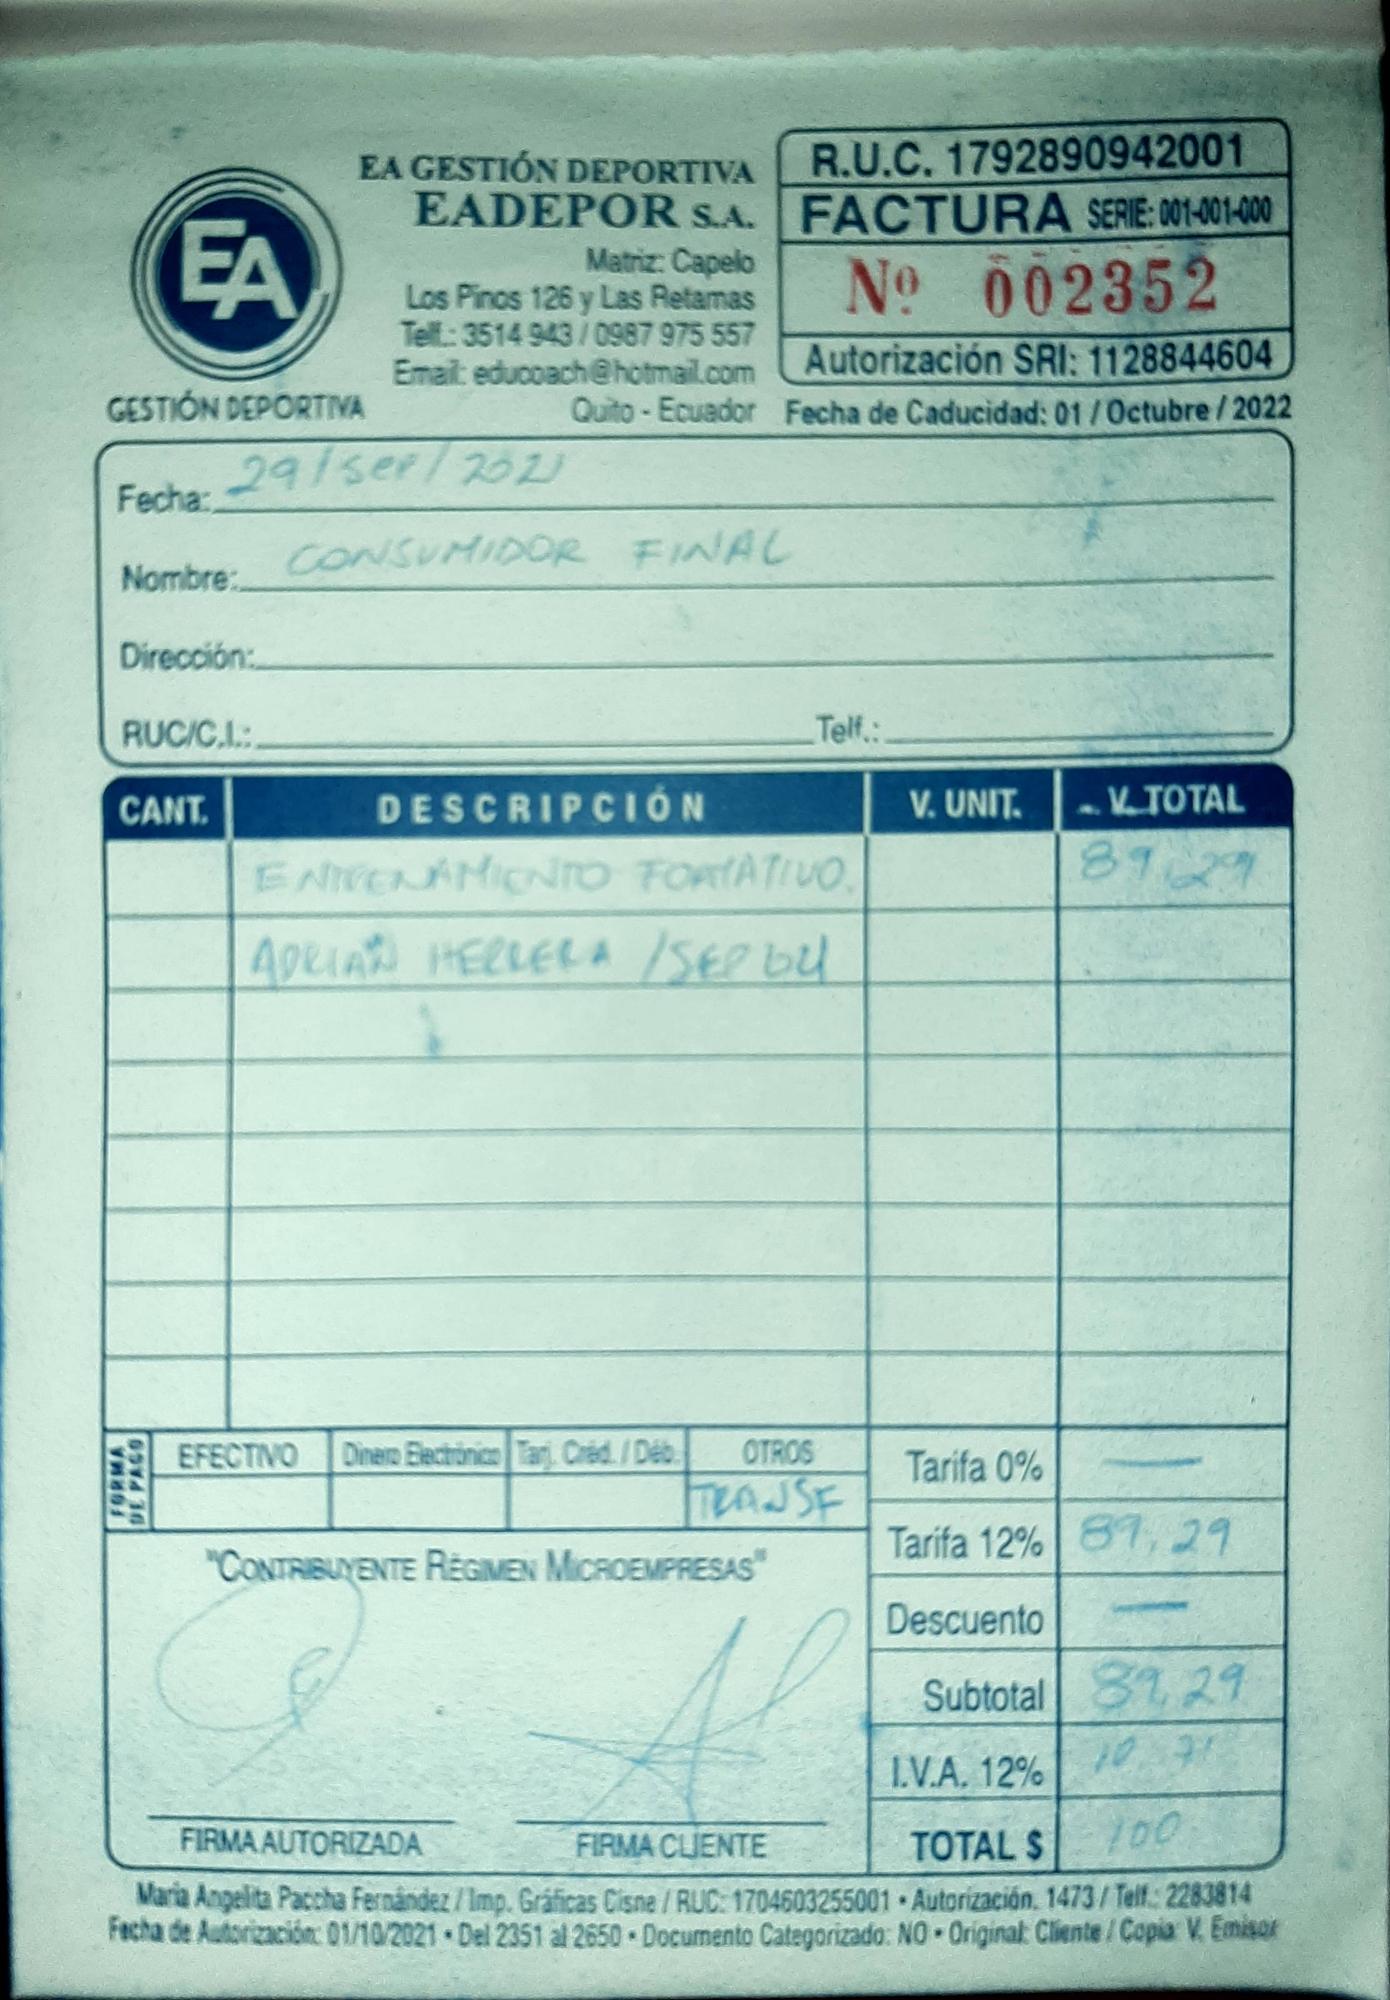 EA
GESTIÓN DEPORTIVA
EA GESTIÓN DEPORTIVA
EADEPOR S.A.
Matriz: Capelo
Los Pinos 126 y Las Retamas
Telf.: 3514 943 / 0987 975 557
Email: educoach@hotmail.com
Quito - Ecuador
R.U.C. 1792890942001
FACTURA SERIE: 001-001-000
Nº 002352
Autorización SRI: 1128844604
Fecha de Caducidad: 01 / Octubre / 2022
Fecha: 29/SEP/2021
Nombre: CONSUMIDOR FINAL
Dirección:
RUC/C.I.: Telf.:
CANT. DESCRIPCIÓN V. UNIT. V. TOTAL
ENTRENAMIENTO FORMATIVO. 89,29
ADRIAN HERRERA / SEP
FORMA DE PAGO
EFECTIVO Dinero Electrónico Tarj. Créd. / Déb. OTROS
TRANSF
Tarifa 0% —
Tarifa 12% 89,29
Descuento —
Subtotal 89,29
I.V.A. 12% 10,71
TOTAL $ 100
"CONTRIBUYENTE RÉGIMEN MICROEMPRESAS"
FIRMA AUTORIZADA FIRMA CLIENTE
María Angelita Paccha Fernández / Imp. Gráficas Cisne / RUC: 1704603255001 • Autorización. 1473 / Telf.: 2283814
Fecha de Autorización: 01/10/2021 • Del 2351 al 2650 • Documento Categorizado: NO • Original: Cliente / Copia: V. Emisor